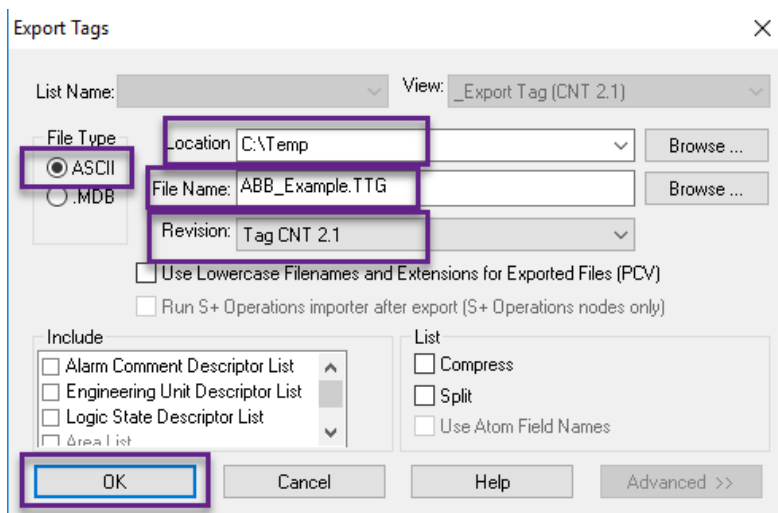 Export Tags
List Name:
View: _Export Tag (CNT 2.1)
File Type
ASCII
.MDB
Location C:\Temp
Browse ...
File Name: ABB_Example.TTG
Browse ...
Revision: Tag CNT 2.1
Use Lowercase Filenames and Extensions for Exported Files (PCV)
Run S+ Operations importer after export (S+ Operations nodes only)
Include
Alarm Comment Descriptor List
Engineering Unit Descriptor List
Logic State Descriptor List
Area List
List
Compress
Split
Use Atom Field Names
OK
Cancel
Help
Advanced >>